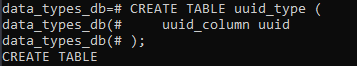 data_types_db=# CREATE TABLE uuid_type (
data_types_db(#     uuid_column uuid
data_types_db(# );
CREATE TABLE